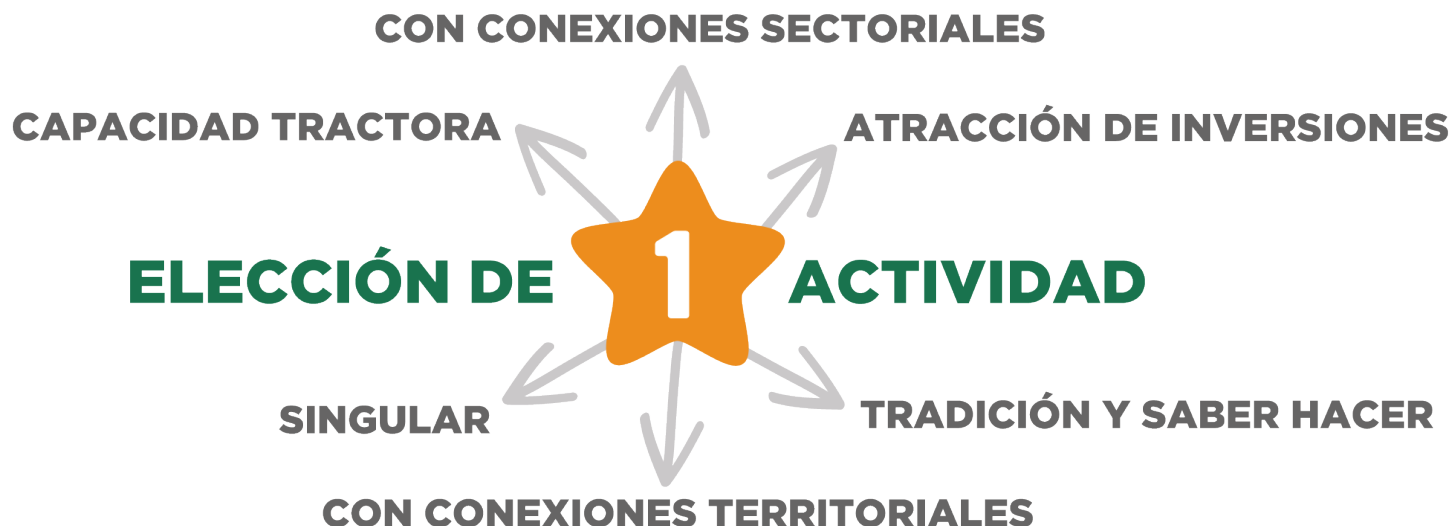 CON CONEXIONES SECTORIALES
CAPACIDAD TRACTORA
ATRACCIÓN DE INVERSIONES
ELECCIÓN DE 1 ACTIVIDAD
SINGULAR
TRADICIÓN Y SABER HACER
CON CONEXIONES TERRITORIALES